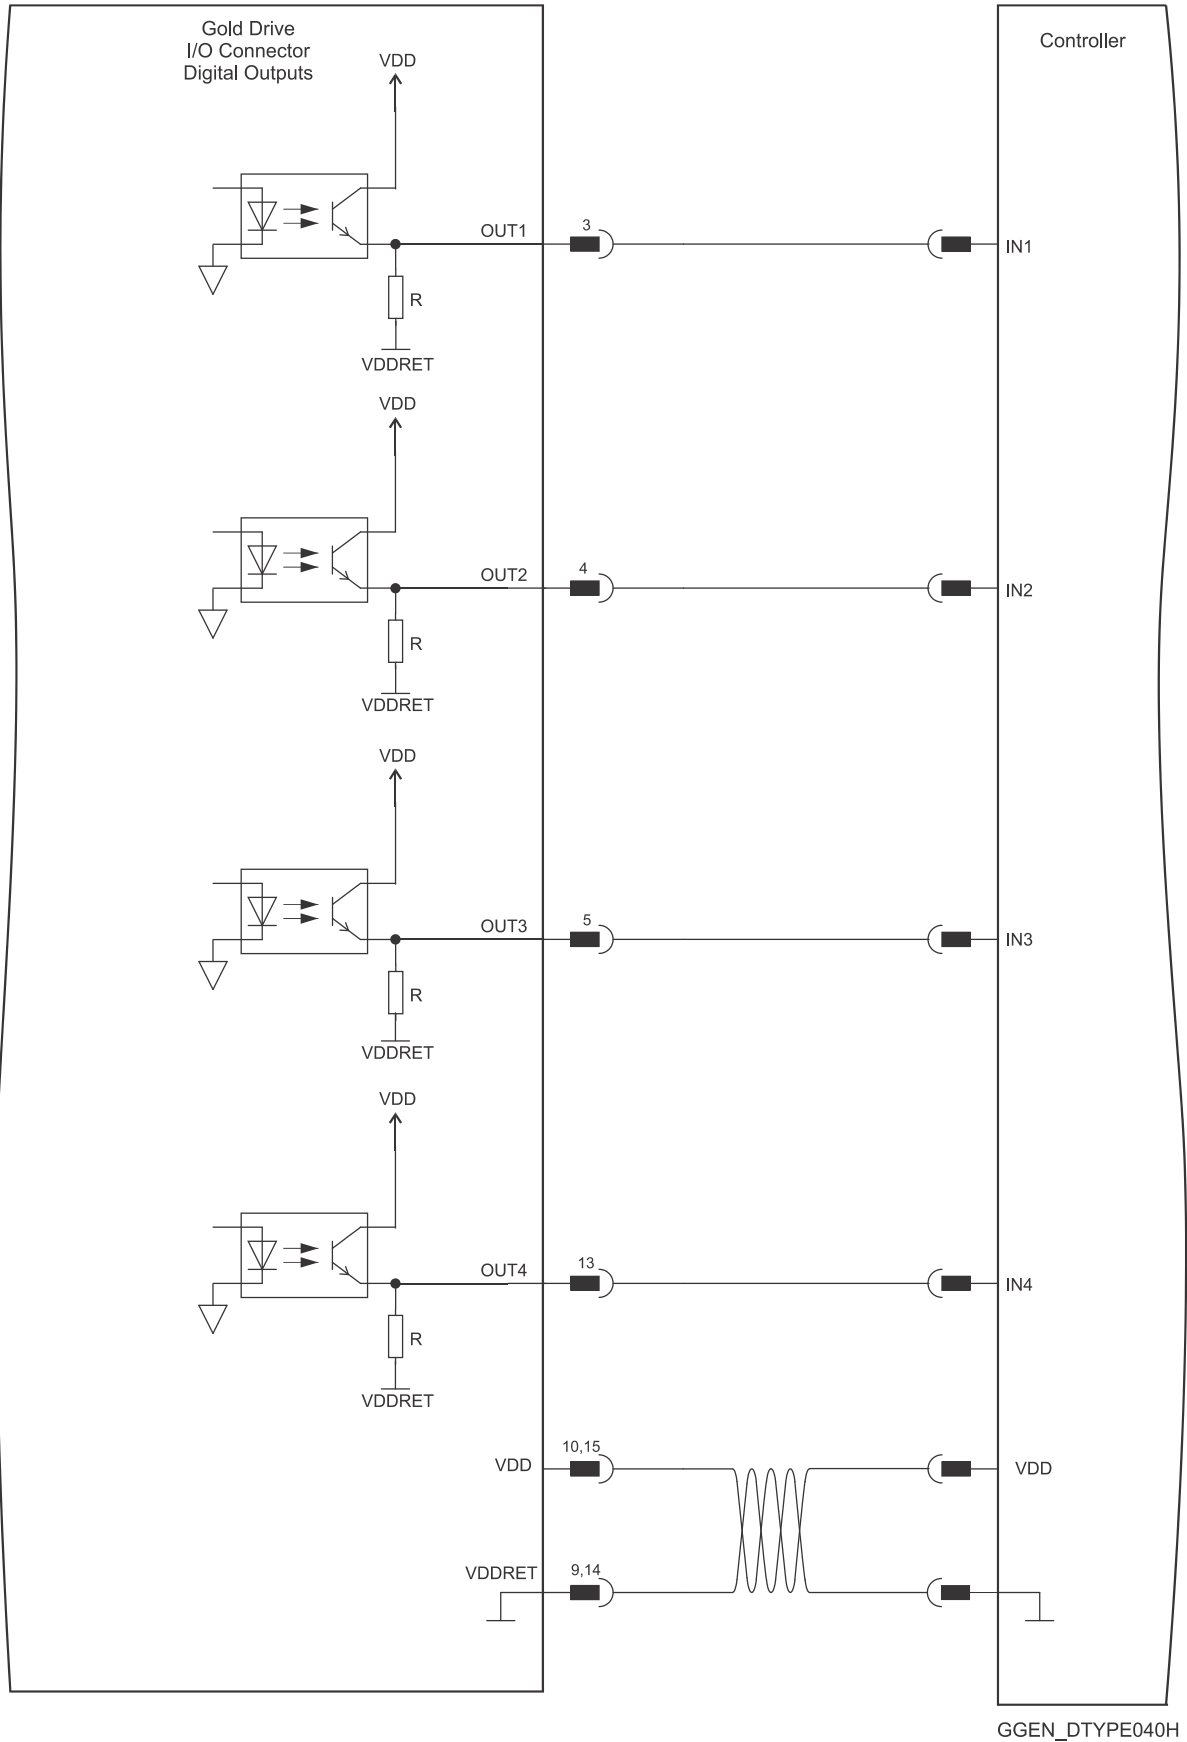 Gold Drive
I/O Connector
Digital Outputs
Controller
VDD
OUT1
3
IN1
R
VDDRET
VDD
OUT2
4
IN2
R
VDDRET
VDD
OUT3
5
IN3
R
VDDRET
VDD
OUT4
13
IN4
R
VDDRET
VDD
10,15
VDD
VDDRET
9,14
GGEN_DTYPE040H